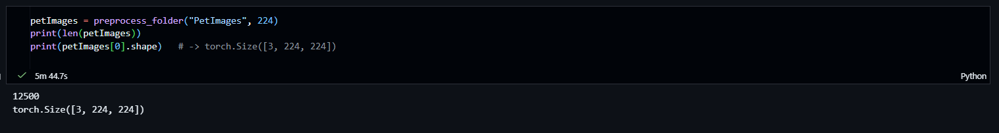 petImages = preprocess_folder("PetImages", 224)
print(len(petImages))
print(petImages[0].shape)   # -> torch.Size([3, 224, 224])
5m 44.7s
Python
12500
torch.Size([3, 224, 224])